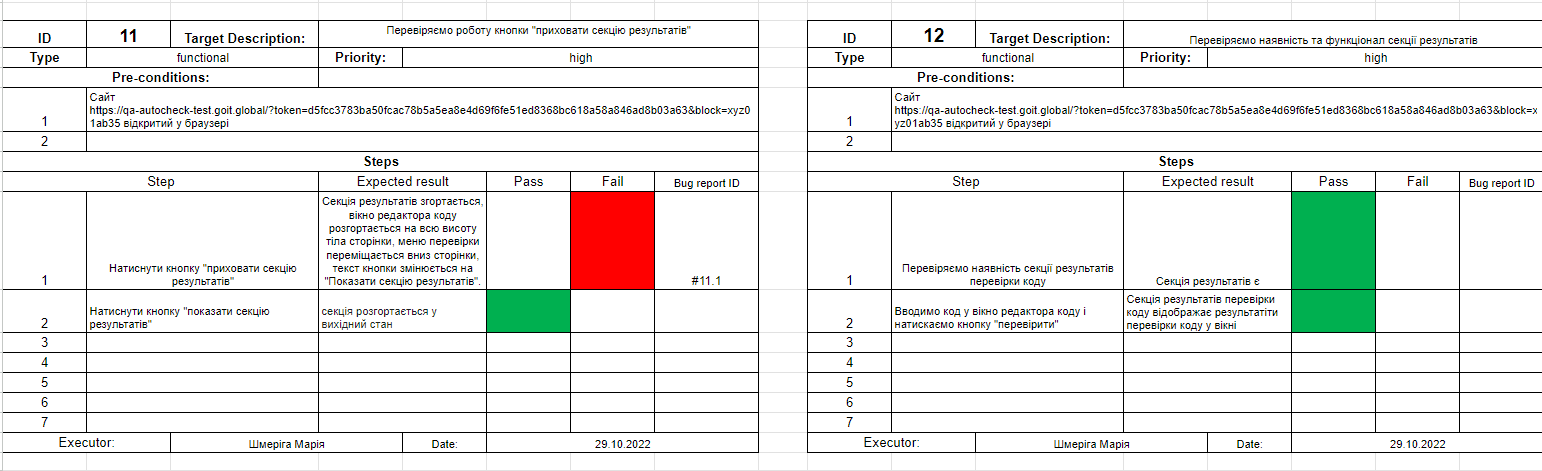 ID 11 Target Description: Перевіряємо роботу кнопки "приховати секцію результатів"
Type functional Priority: high
Pre-conditions:
1 Сайт
https://qa-autocheck-test.goit.global/?token=d5fcc3783ba50fcac78b5a5ea8e4d69f6fe51ed8368bc618a58a846ad8b03a63&block=xyz0
1ab35 відкритий у браузері
2
Steps
Step Expected result Pass Fail Bug report ID
1 Натиснути кнопку "приховати секцію
результатів"
Секція результатів згортається,
вікно редактора коду
розгортається на всю висоту
тіла сторінки, меню перевірки
переміщається вниз сторінки,
текст кнопки змінюється на
"Показати секцію результатів".
#11.1
2 Натиснути кнопку "показати секцію
результатів"
секція розгортається у
вихідний стан
3
4
5
6
7
Executor: Шмеріга Марія Date: 29.10.2022
ID 12 Target Description: Перевіряємо наявність та функціонал секції результатів
Type functional Priority: high
Pre-conditions:
1 Сайт
https://qa-autocheck-test.goit.global/?token=d5fcc3783ba50fcac78b5a5ea8e4d69f6fe51ed8368bc618a58a846ad8b03a63&block=x
yz01ab35 відкритий у браузері
2
Steps
Step Expected result Pass Fail Bug report ID
1 Перевіряємо наявність секції результатів
перевірки коду
Секція результатів є
2 Вводимо код у вікно редактора коду і
натискаємо кнопку "перевірити"
Секція результатів перевірки
коду відображає результатіти
перевірки коду у вікні
3
4
5
6
7
Executor: Шмеріга Марія Date: 29.10.2022